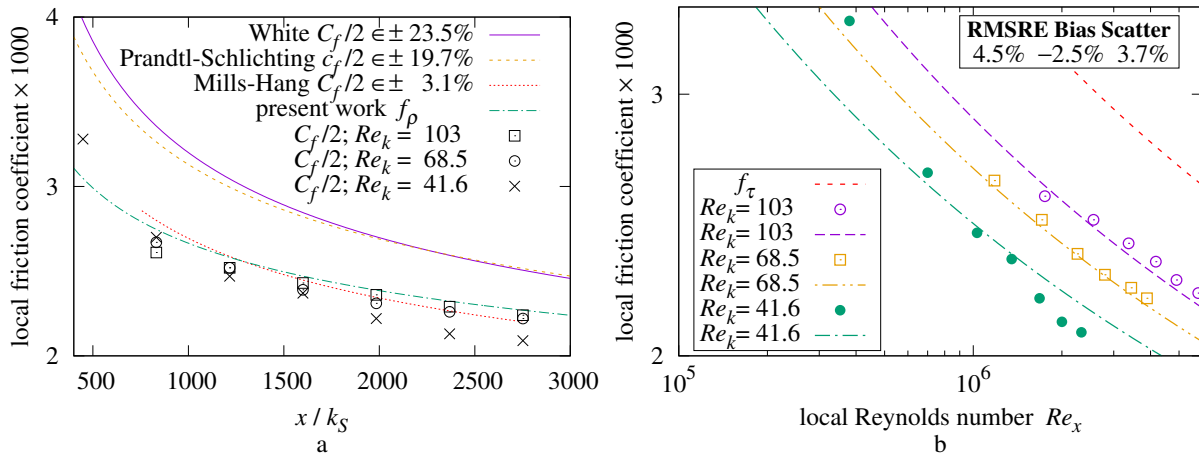 4
3
2
500 1000 1500 2000 2500 3000
local friction coefficient × 1000
x / k_S
a
White C_f/2 ∈ ± 23.5%
Prandtl-Schlichting c_f/2 ∈ ± 19.7%
Mills-Hang C_f/2 ∈ ± 3.1%
present work f_ρ
C_f/2; Re_k = 103
C_f/2; Re_k = 68.5
C_f/2; Re_k = 41.6
3
2
10^5 10^6
local friction coefficient × 1000
local Reynolds number Re_x
b
RMSRE Bias Scatter
4.5% −2.5% 3.7%
f_τ
Re_k= 103
Re_k= 103
Re_k= 68.5
Re_k= 68.5
Re_k= 41.6
Re_k= 41.6